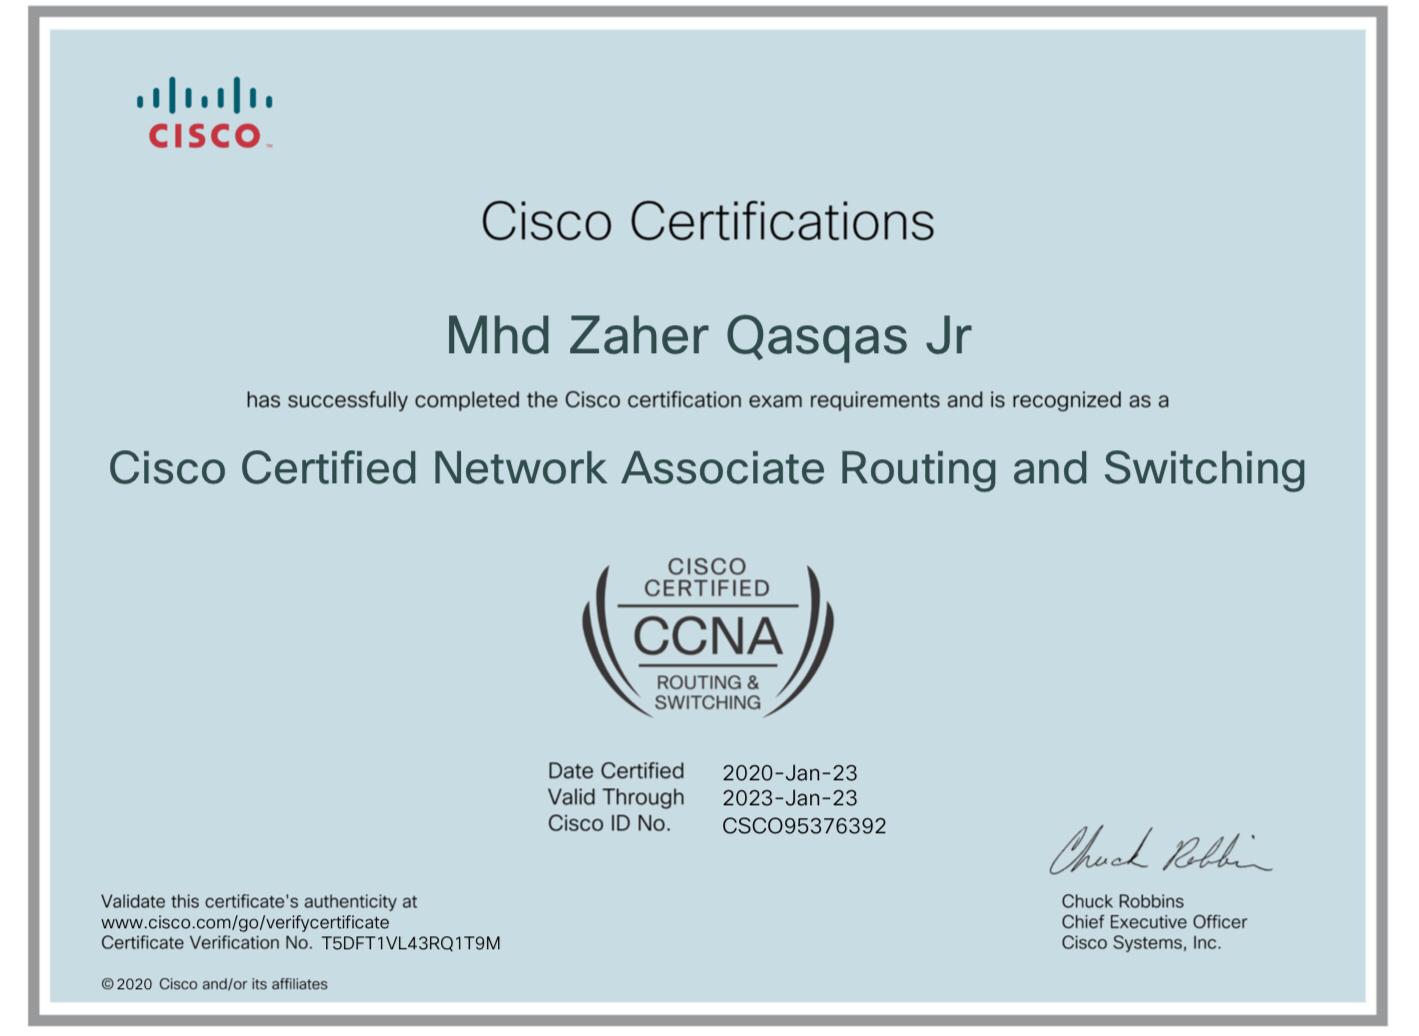 CISCO
Cisco Certifications
Mhd Zaher Qasqas Jr
has successfully completed the Cisco certification exam requirements and is recognized as a
Cisco Certified Network Associate Routing and Switching
CISCO
CERTIFIED
CCNA
ROUTING &
SWITCHING
Date Certified 2020-Jan-23
Valid Through 2023-Jan-23
Cisco ID No. CSCO95376392
Chuck Robbins
Validate this certificate's authenticity at
www.cisco.com/go/verifycertificate
Certificate Verification No. T5DFT1VL43RQ1T9M
Chuck Robbins
Chief Executive Officer
Cisco Systems, Inc.
© 2020 Cisco and/or its affiliates